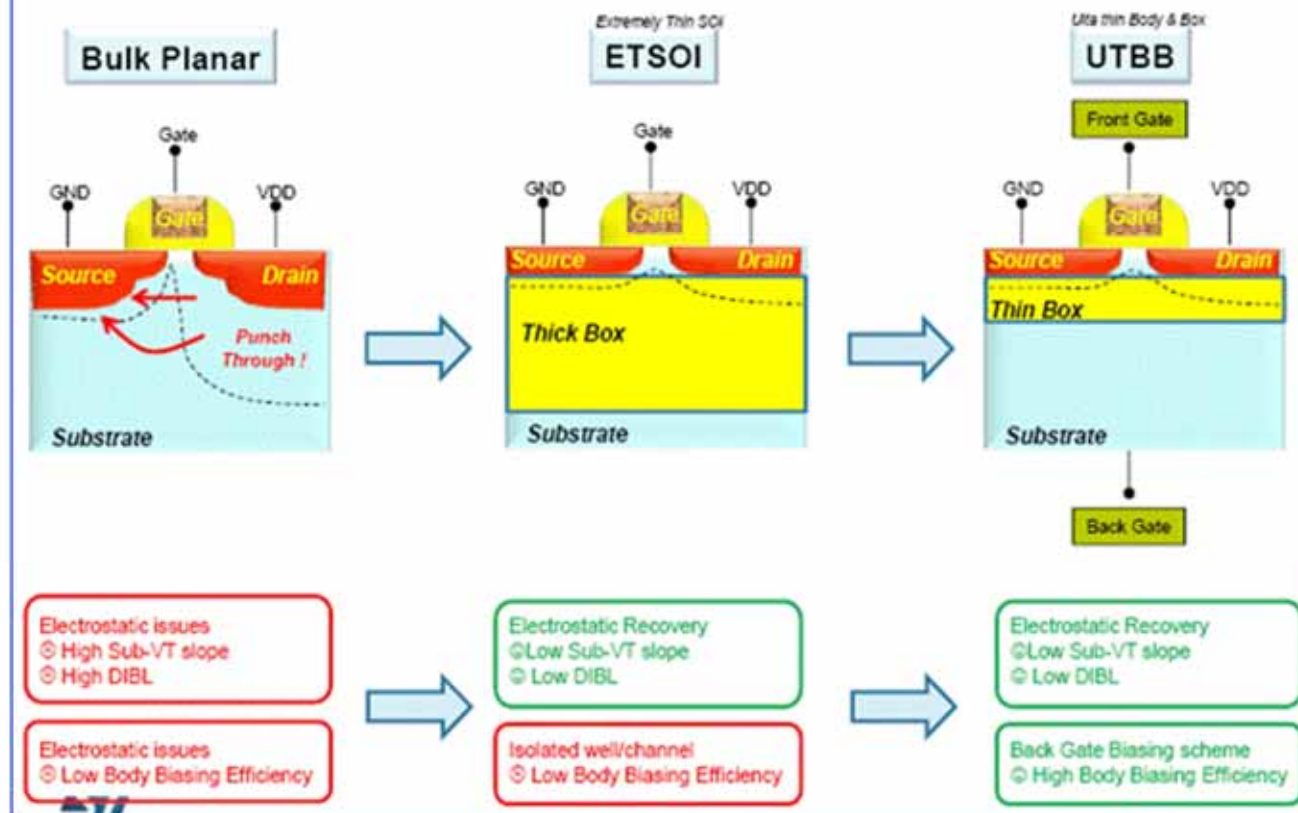 Bulk Planar
Gate
GND
VDD
Gate
Source
Drain
Punch
Through !
Substrate
Extremely Thin SOI
ETSOI
Gate
GND
VDD
Gate
Source
Drain
Thick Box
Substrate
Ulta thin Body & Box
UTBB
Front Gate
GND
VDD
Gate
Source
Drain
Thin Box
Substrate
Back Gate
Electrostatic issues
☹ High Sub-VT slope
☹ High DIBL
Electrostatic issues
☹ Low Body Biasing Efficiency
Electrostatic Recovery
☺Low Sub-VT slope
☺ Low DIBL
Isolated well/channel
☹ Low Body Biasing Efficiency
Electrostatic Recovery
☺Low Sub-VT slope
☺ Low DIBL
Back Gate Biasing scheme
☺ High Body Biasing Efficiency